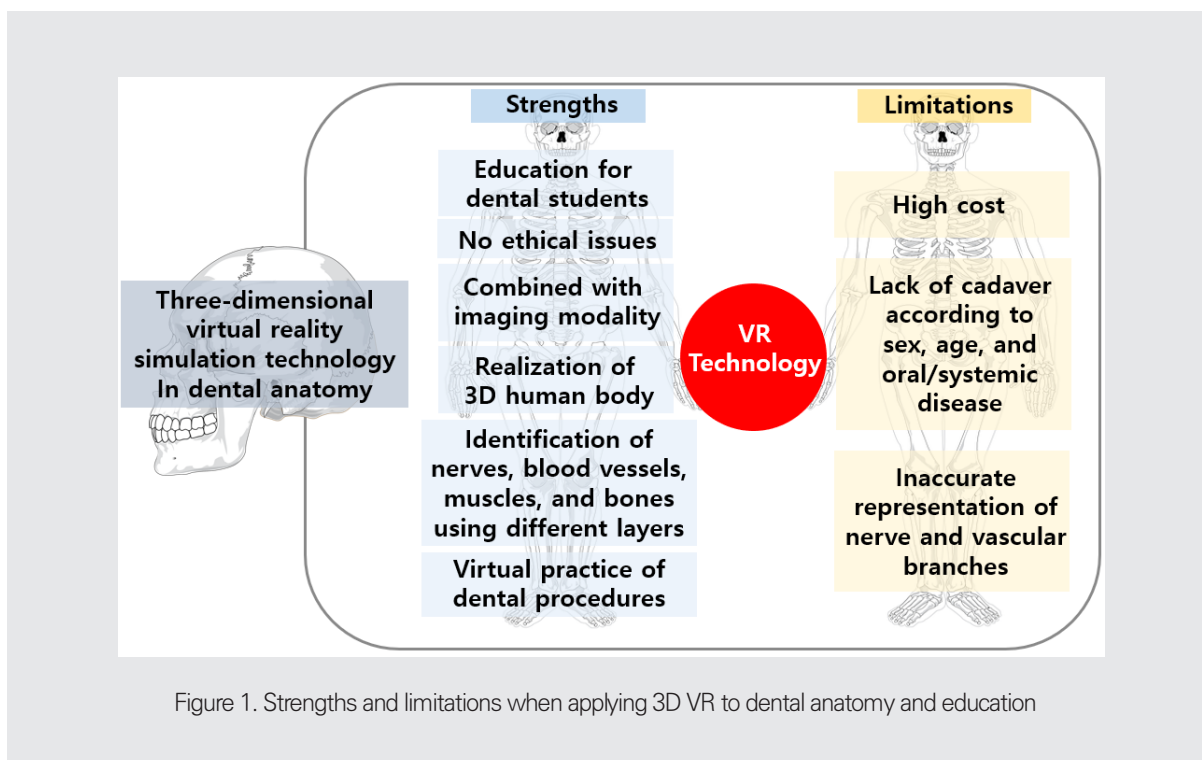 Three-dimensional
virtual reality
simulation technology
In dental anatomy
Strengths
Education for
dental students
No ethical issues
Combined with
imaging modality
Realization of
3D human body
Identification of
nerves, blood vessels,
muscles, and bones
using different layers
Virtual practice of
dental procedures
VR
Technology
Limitations
High cost
Lack of cadaver
according to
sex, age, and
oral/systemic
disease
Inaccurate
representation of
nerve and vascular
branches
Figure 1. Strengths and limitations when applying 3D VR to dental anatomy and education